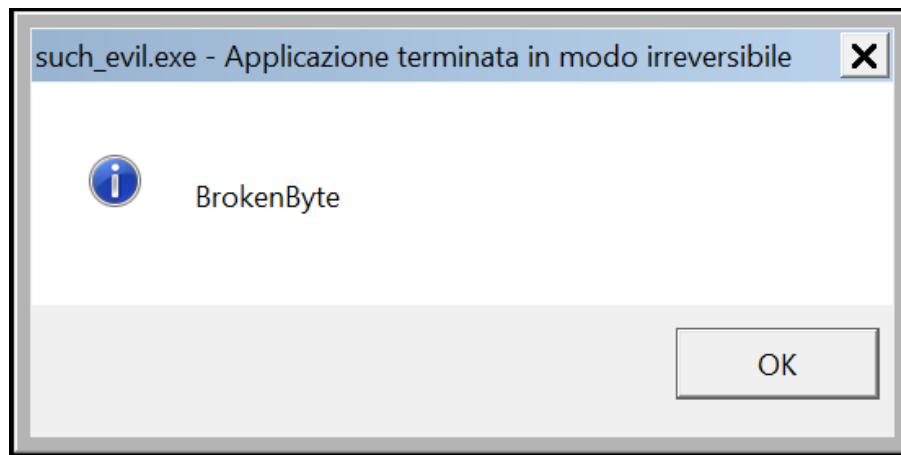 such_evil.exe - Applicazione terminata in modo irreversibile
BrokenByte
OK